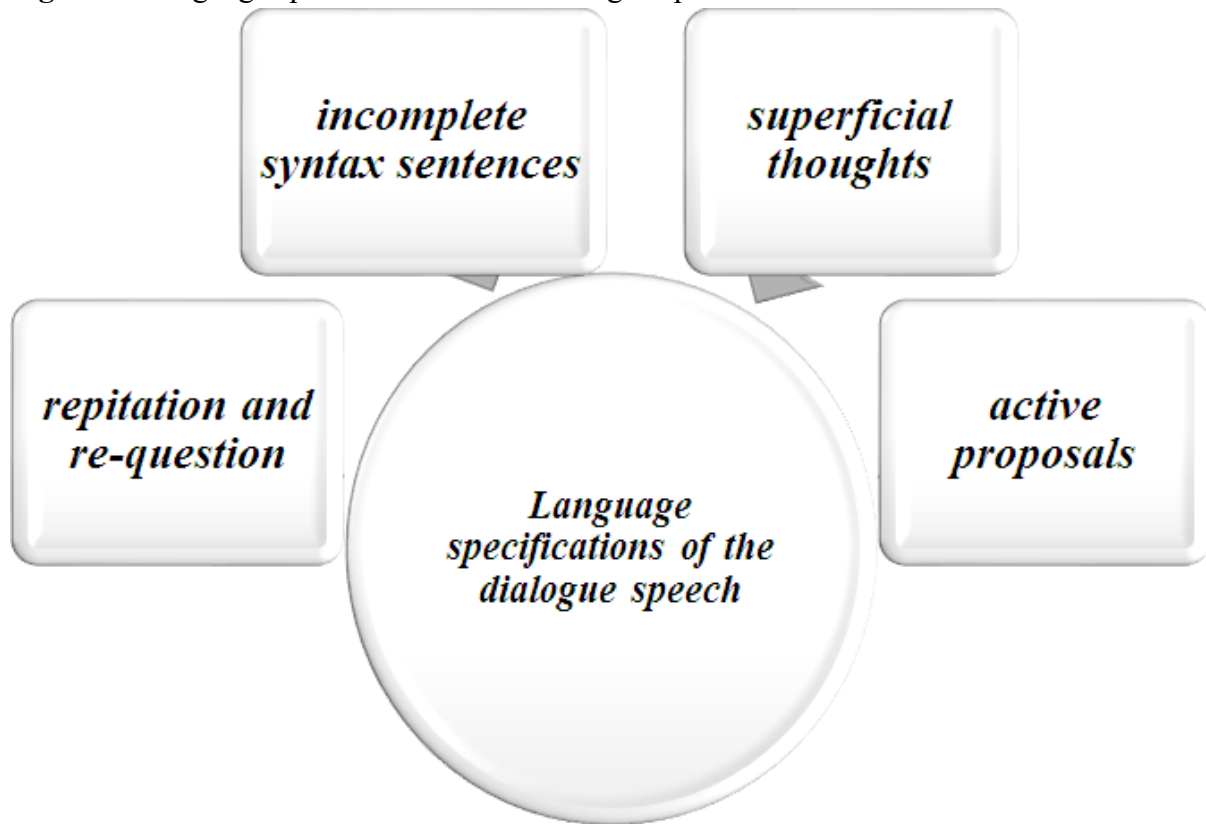 incomplete
syntax sentences
superficial
thoughts
repitation and
re-question
active
proposals
Language
specifications of the
dialogue speech